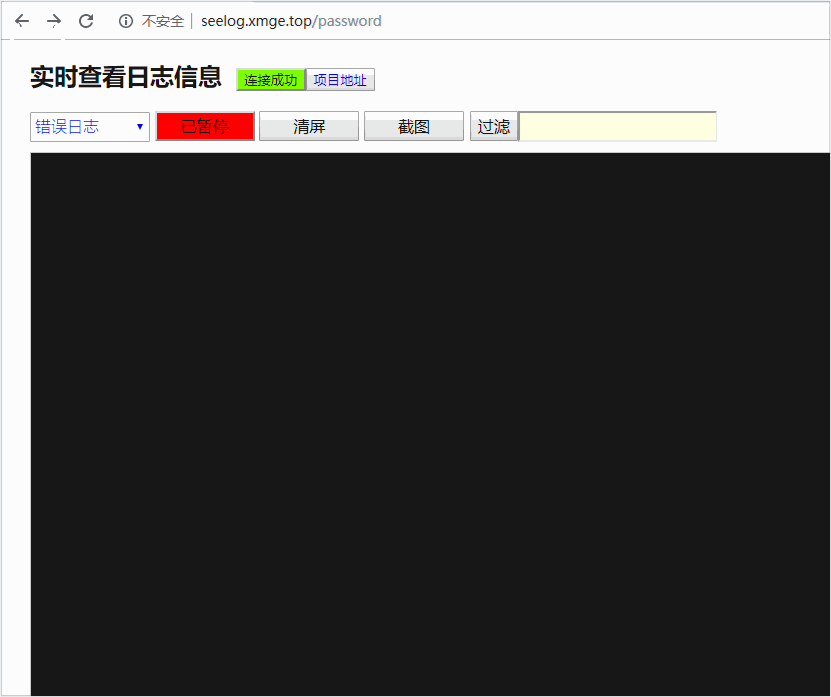 不安全 seelog.xmge.top/password
实时查看日志信息 连接成功 项目地址
错误日志 已暂停 清屏 截图 过滤